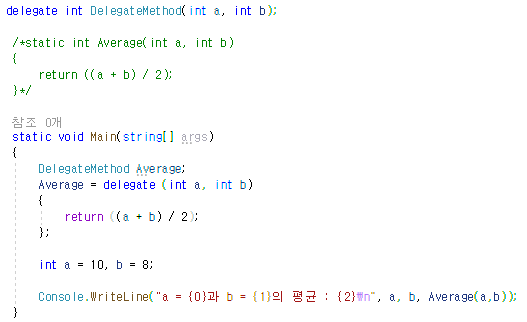 delegate int DelegateMethod(int a, int b);
/*static int Average(int a, int b)
{
return ((a + b) / 2);
}*/
참조 0개
static void Main(string[] args)
{
DelegateMethod Average;
Average = delegate (int a, int b)
{
return ((a + b) / 2);
};
int a = 10, b = 8;
Console.WriteLine("a = {0}과 b = {1}의 평균 : {2}₩n", a, b, Average(a,b));
}